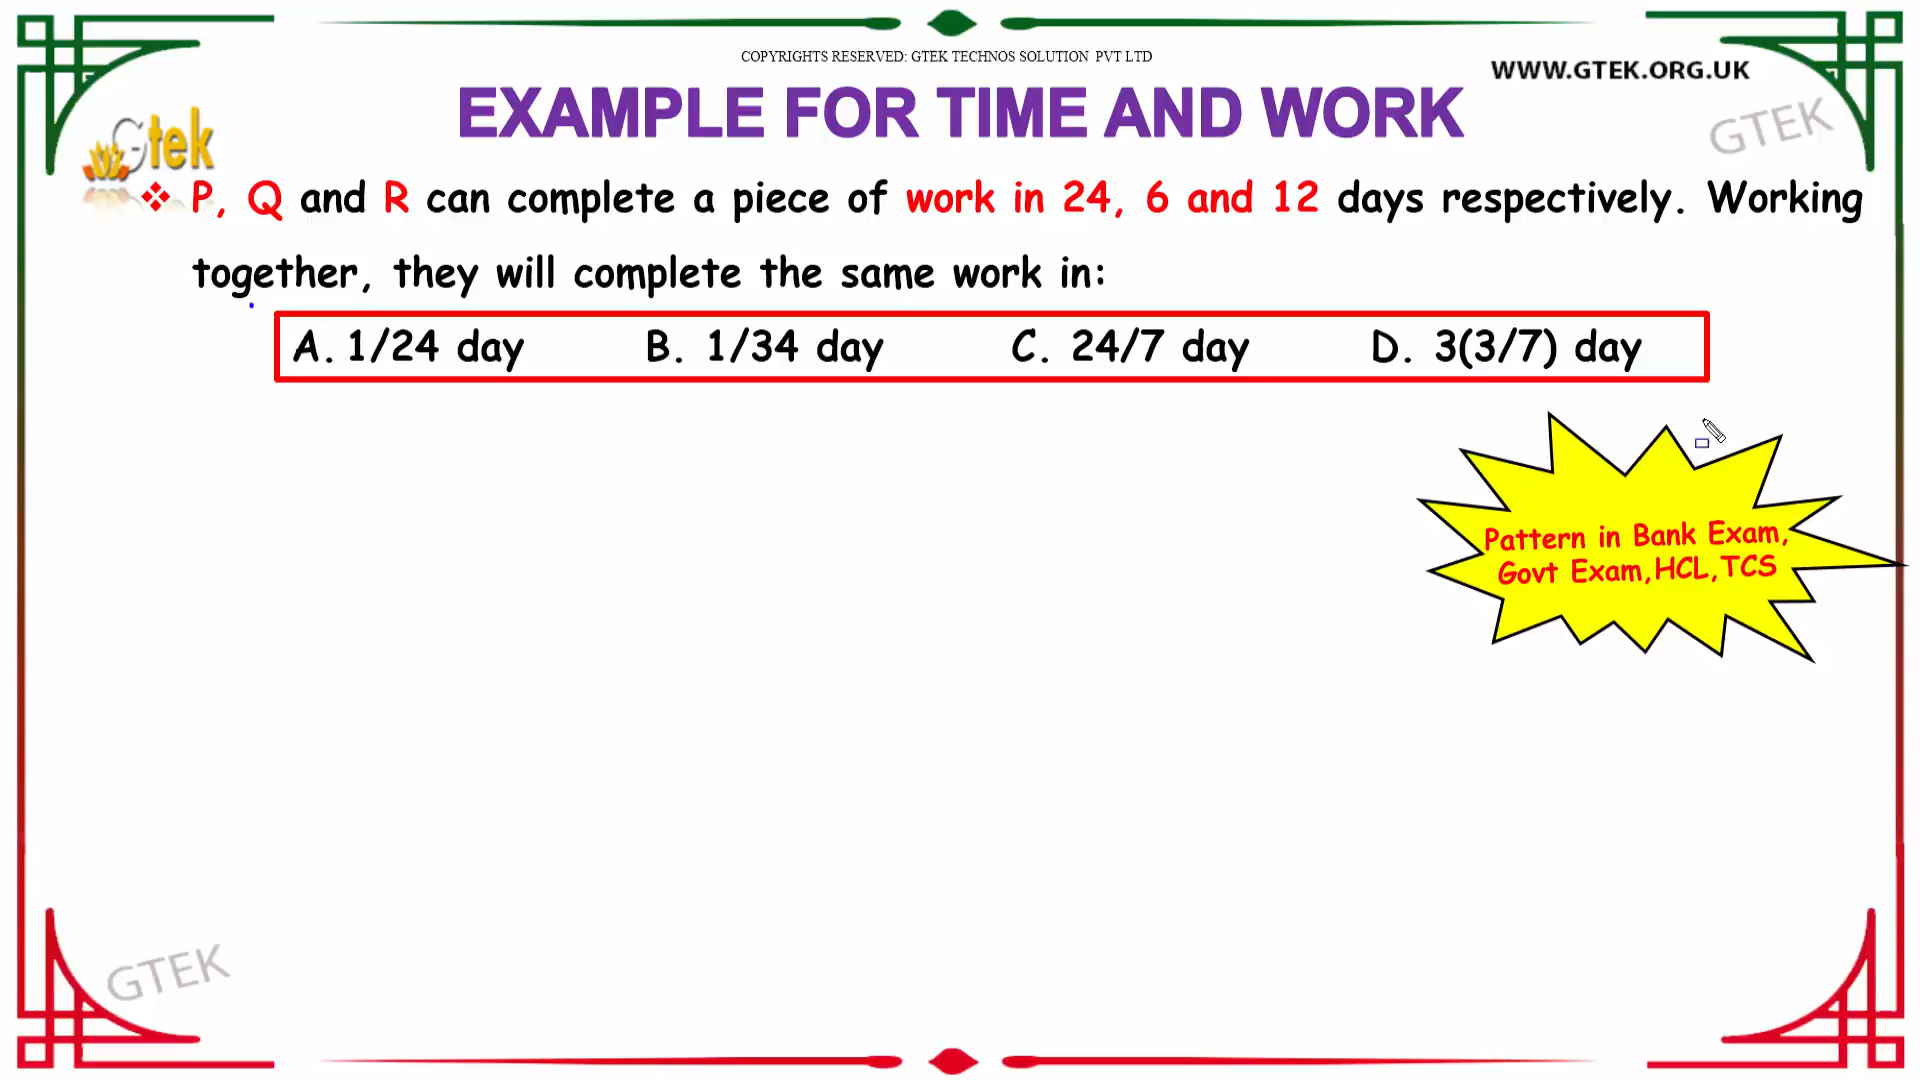 COPYRIGHTS RESERVED: GTEK TECHNOS SOLUTION PVT LTD
WWW.GTEK.ORG.UK
EXAMPLE FOR TIME AND WORK
GTEK
Gtek
❖ P, Q and R can complete a piece of work in 24, 6 and 12 days respectively. Working
together, they will complete the same work in:
A. 1/24 day B. 1/34 day C. 24/7 day D. 3(3/7) day
Pattern in Bank Exam,
Govt Exam,HCL,TCS
GTEK